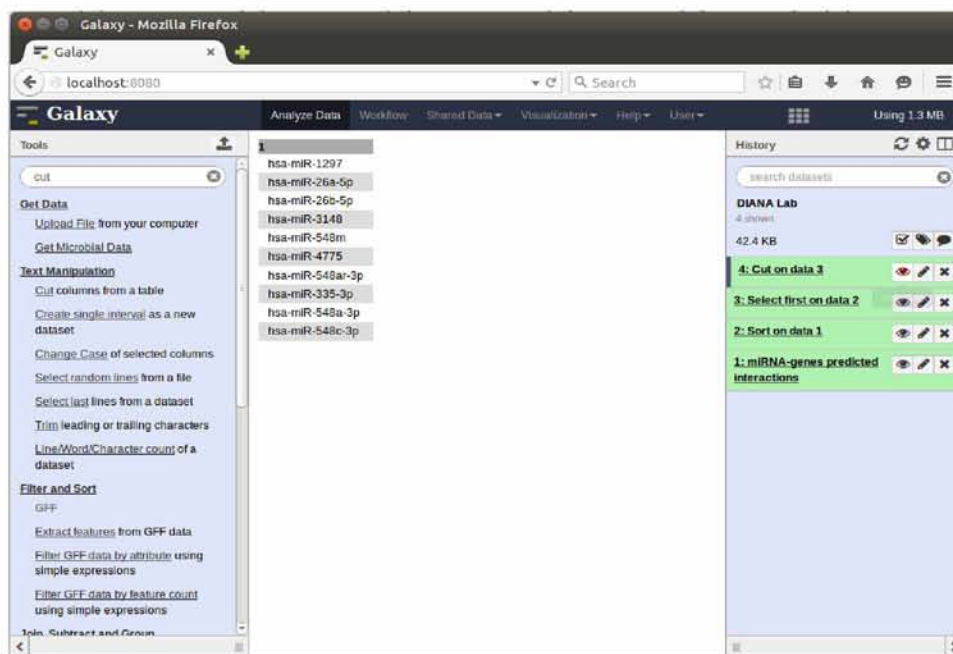 Galaxy - Mozilla Firefox
Galaxy
localhost:8080
Search
Galaxy
Analyze Data Workflow Shared Data Visualization Help User
Using 1.3 MB
Tools
cut
Get Data
Upload File from your computer
Get Microbial Data
Text Manipulation
Cut columns from a table
Create single interval as a new
dataset
Change Case of selected columns
Select random lines from a file
Select last lines from a dataset
Trim leading or trailing characters
Line/Word/Character count of a
dataset
Filter and Sort
GFF
Extract features from GFF data
Filter GFF data by attribute using
simple expressions
Filter GFF data by feature count
using simple expressions
Join, Subtract and Group
1
hsa-miR-1297
hsa-miR-26a-5p
hsa-miR-26b-5p
hsa-miR-3148
hsa-miR-548m
hsa-miR-4775
hsa-miR-548ar-3p
hsa-miR-335-3p
hsa-miR-548a-3p
hsa-miR-548c-3p
History
search datasets
DIANA Lab
4 shown
42.4 KB
4: Cut on data 3
3: Select first on data 2
2: Sort on data 1
1: miRNA-genes predicted
interactions